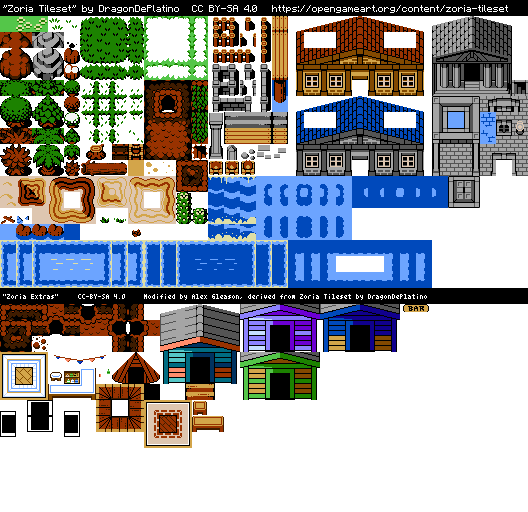 "Zoria Tileset" by DragonDePlatino CC BY-SA 4.0 https://opengameart.org/content/zoria-tileset
"Zoria Extras" CC-BY-SA 4.0 Modified by Alex Gleason, derived from Zoria Tileset by DragonDePlatino
BAR